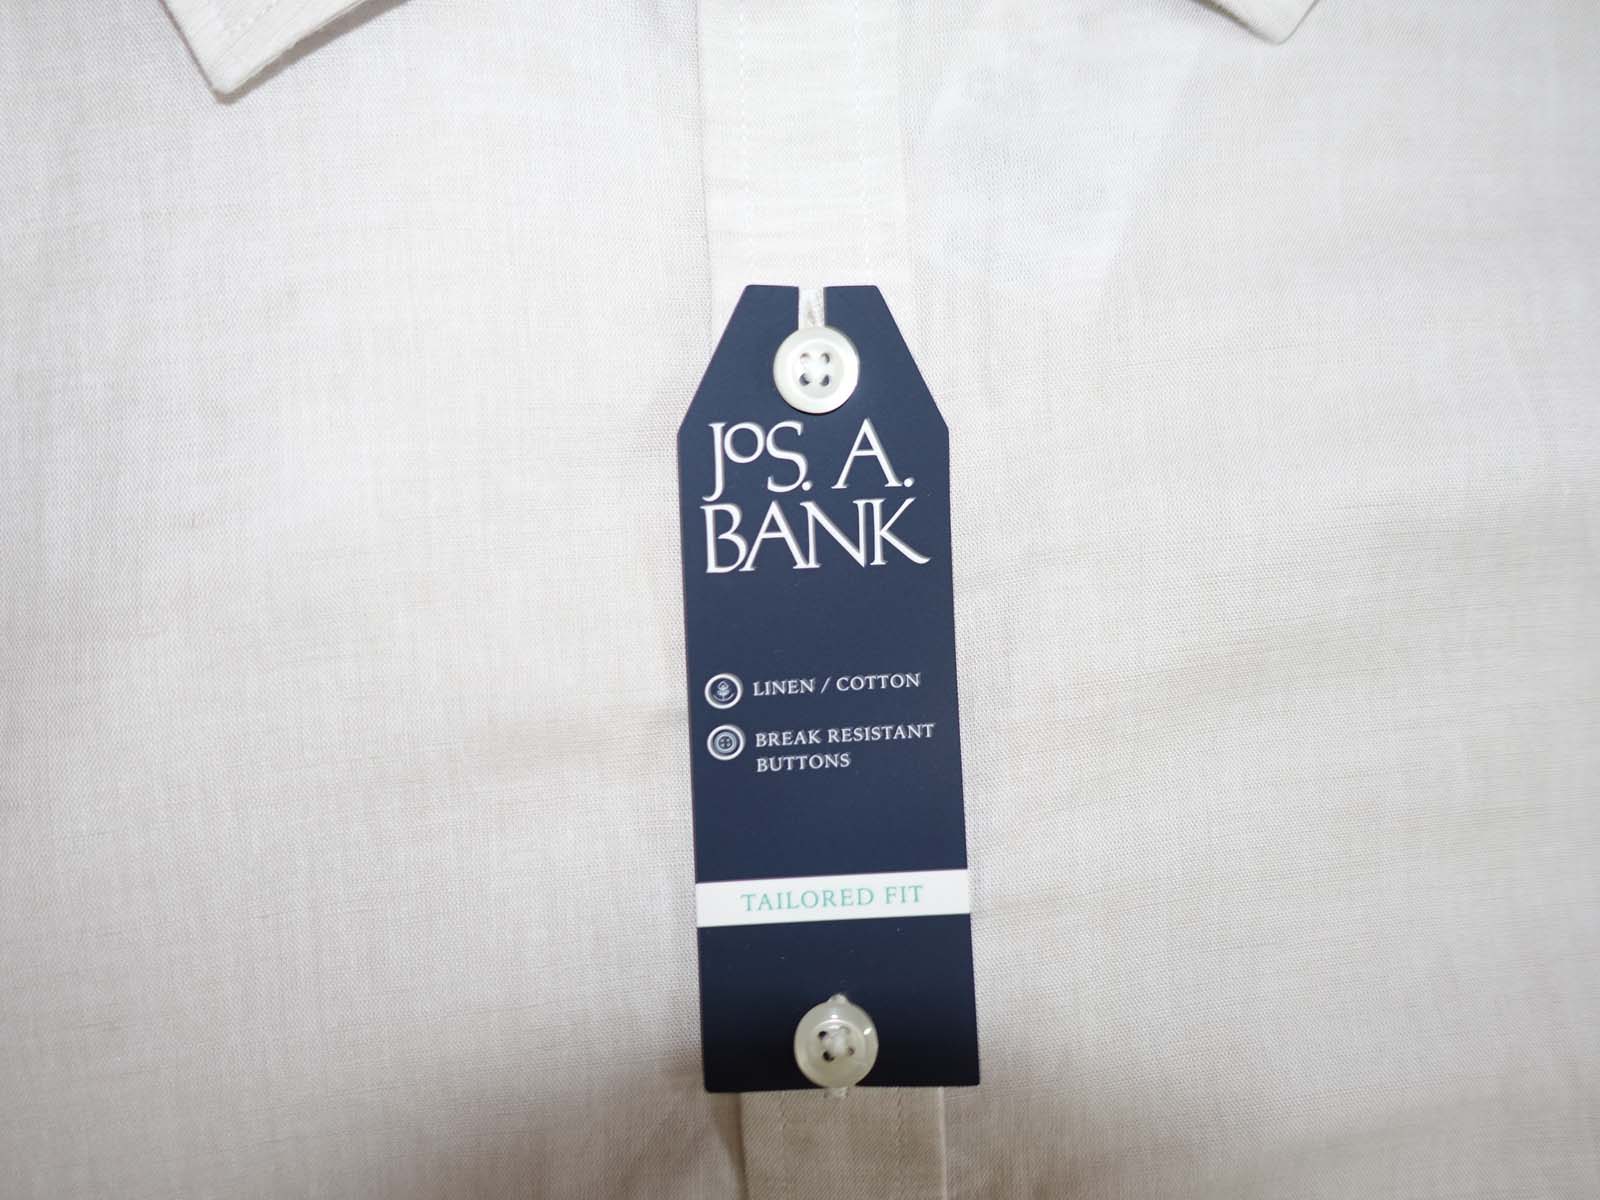 JoS. A.
BANK
LINEN / COTTON
BREAK RESISTANT
BUTTONS
TAILORED FIT